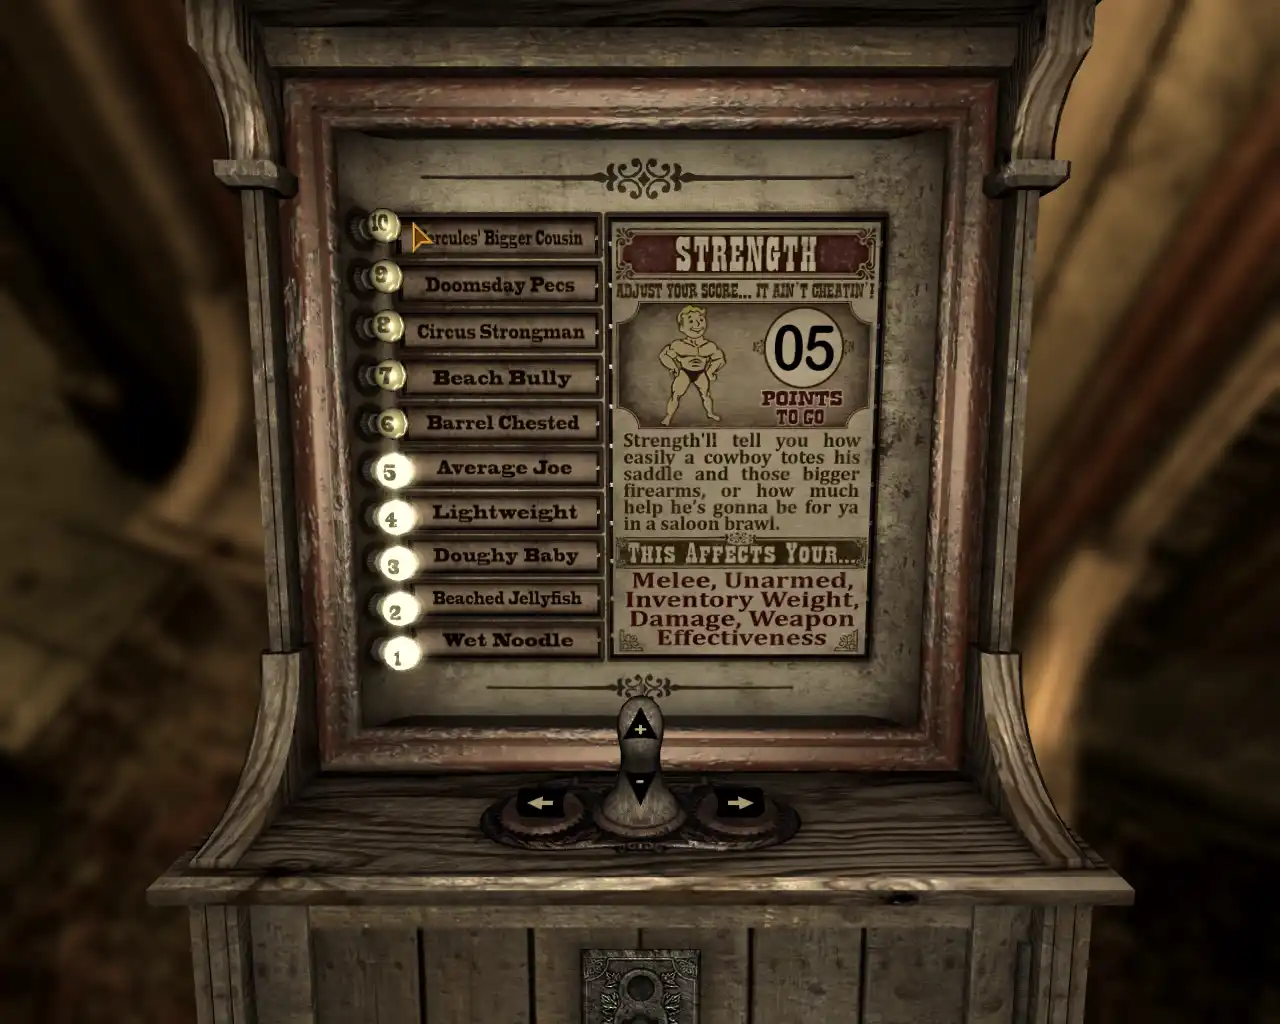 10
Hercules' Bigger Cousin
9
Doomsday Pecs
8
Circus Strongman
7
Beach Bully
6
Barrel Chested
5
Average Joe
4
Lightweight
3
Doughy Baby
2
Beached Jellyfish
1
Wet Noodle
STRENGTH
ADJUST YOUR SCORE... IT AIN'T CHEATIN'!
05
POINTS
TO GO
Strength'll tell you how
easily a cowboy totes his
saddle and those bigger
firearms, or how much
help he's gonna be for ya
in a saloon brawl.
THIS AFFECTS YOUR...
Melee, Unarmed,
Inventory Weight,
Damage, Weapon
Effectiveness
+
-